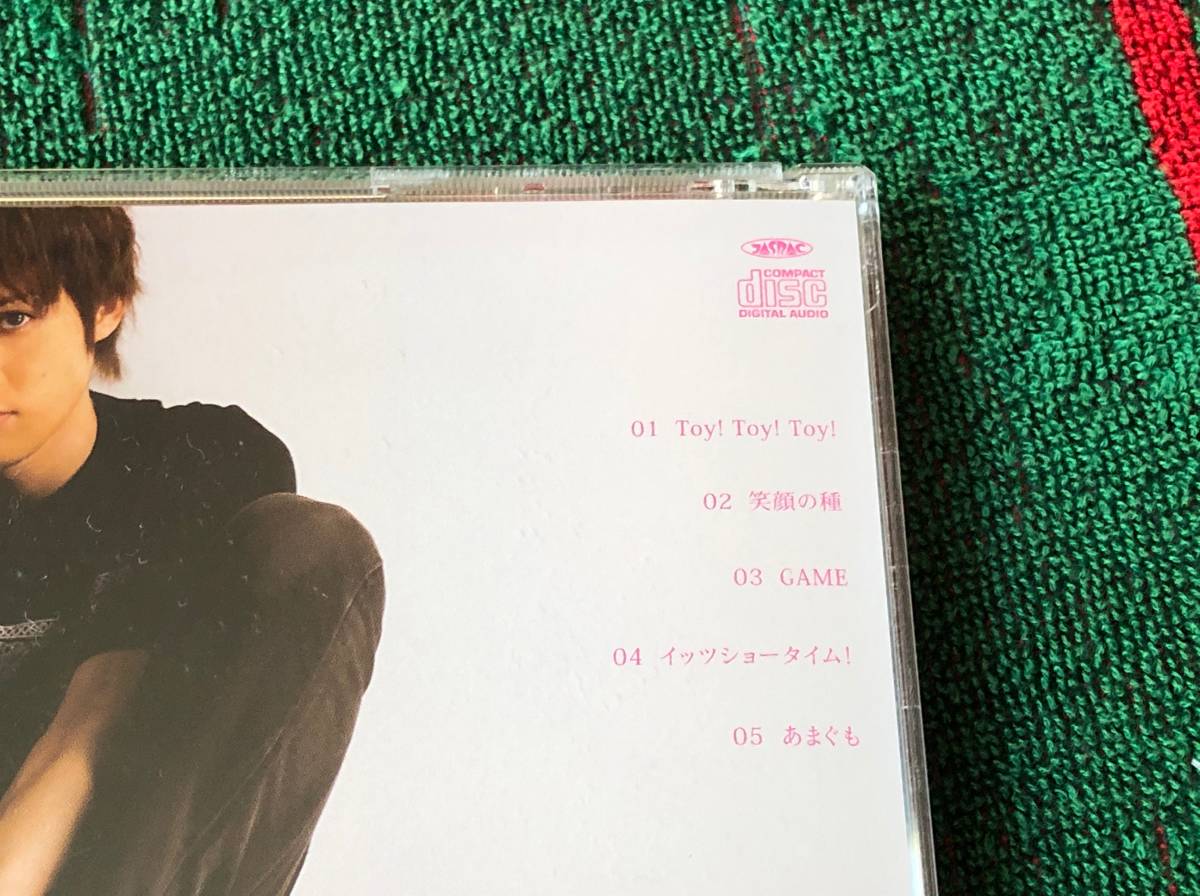 JASRAC
COMPACT
disc
DIGITAL AUDIO
01 Toy! Toy! Toy!
02 笑顔の種
03 GAME
04 イッツショータイム!
05 あまぐも